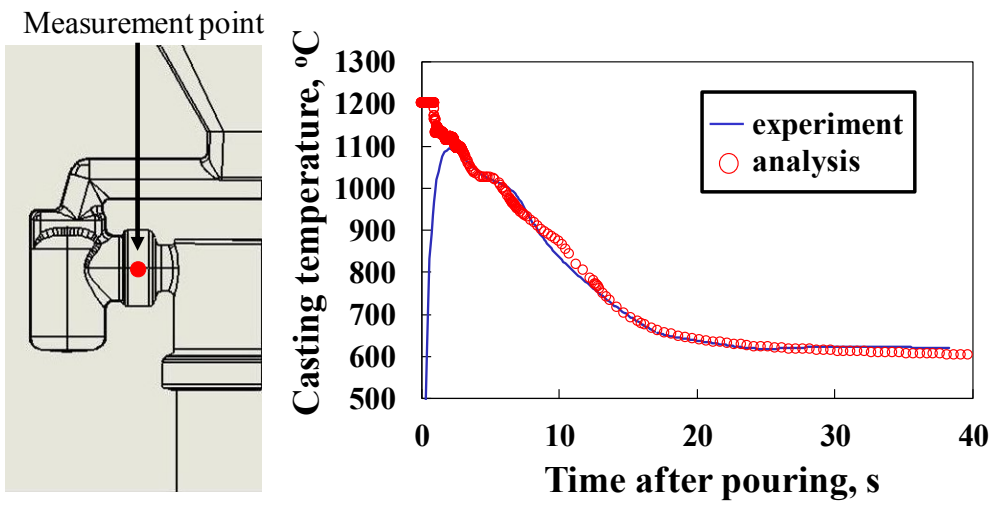 Measurement point
Casting temperature, °C
1300
1200
1100
1000
900
800
700
600
500
experiment
analysis
0
10
20
30
40
Time after pouring, s